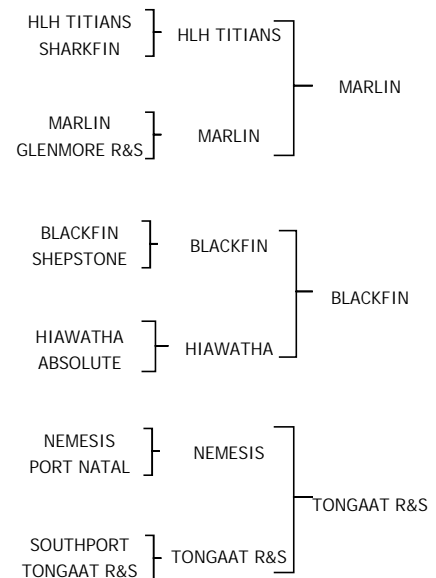 HLH TITIANS
SHARKFIN
HLH TITIANS
MARLIN
MARLIN
GLENMORE R&S
MARLIN
BLACKFIN
SHEPSTONE
BLACKFIN
BLACKFIN
HIAWATHA
ABSOLUTE
HIAWATHA
NEMESIS
PORT NATAL
NEMESIS
TONGAAT R&S
SOUTHPORT
TONGAAT R&S
TONGAAT R&S